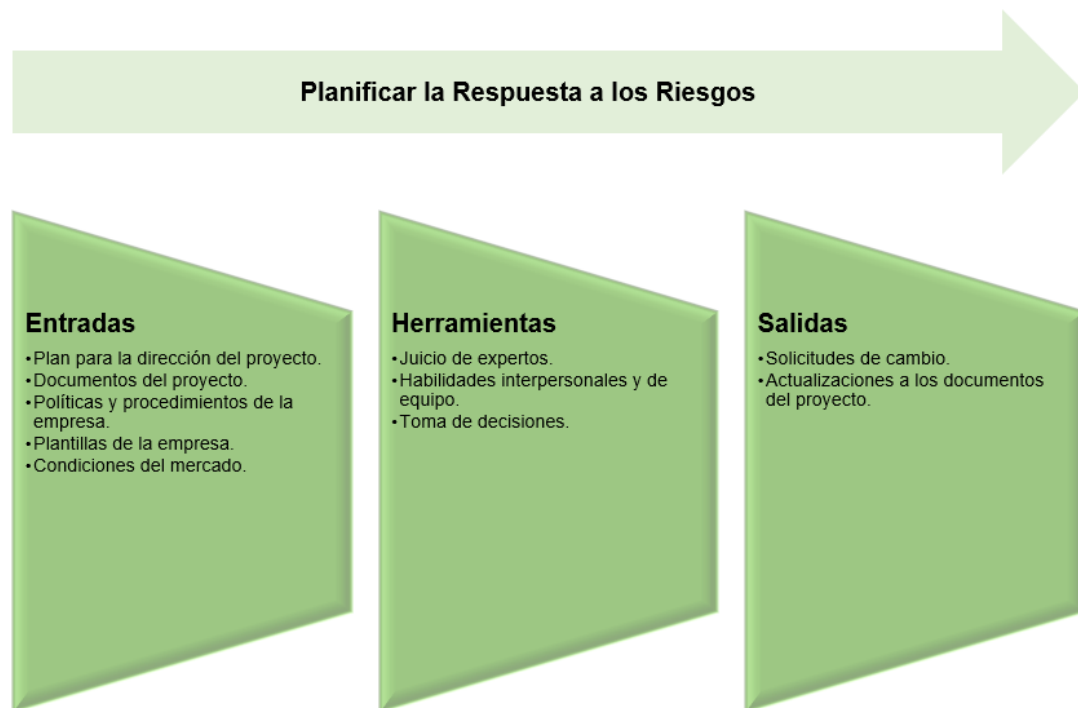 Planificar la Respuesta a los Riesgos
Entradas
•Plan para la dirección del proyecto.
•Documentos del proyecto.
•Políticas y procedimientos de la
empresa.
•Plantillas de la empresa.
•Condiciones del mercado.
Herramientas
•Juicio de expertos.
•Habilidades interpersonales y de
equipo.
•Toma de decisiones.
Salidas
•Solicitudes de cambio.
•Actualizaciones a los documentos
del proyecto.